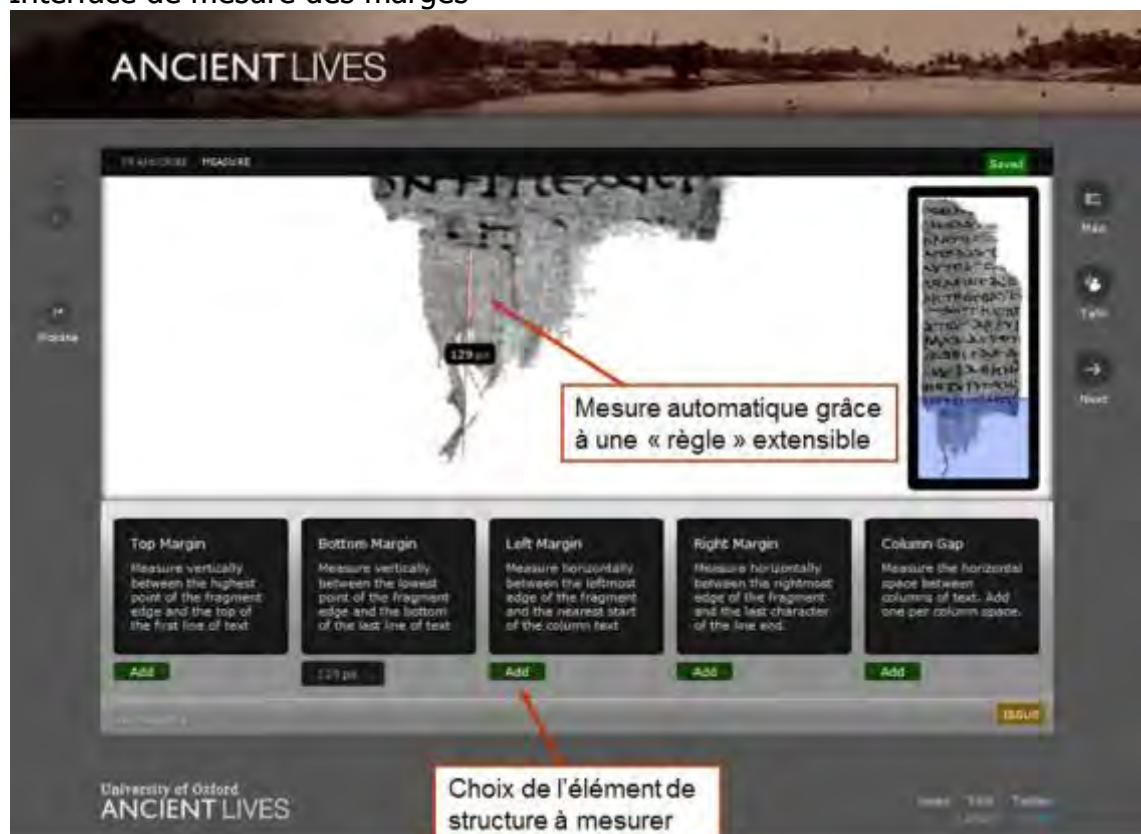 Interface de mesure des marges
ANCIENT LIVES
TRANSCRIBE MEASURE
Saved
Map
Talk
Next
129 px
Mesure automatique grâce
à une « règle » extensible
Top Margin
Measure vertically
between the highest
point of the fragment
edge and the top of
the first line of text
Add
Bottom Margin
Measure vertically
between the lowest
point of the fragment
edge and the bottom
of the last line of text
129 px
Left Margin
Measure horizontally
between the leftmost
edge of the fragment
and the nearest start
of the column text
Add
Right Margin
Measure horizontally
between the rightmost
edge of the fragment
and the last character
of the line end.
Add
Column Gap
Measure the horizontal
space between
columns of text. Add
one per column space.
Add
ISSUE
Choix de l'élément de
structure à mesurer
University of Oxford
ANCIENT LIVES